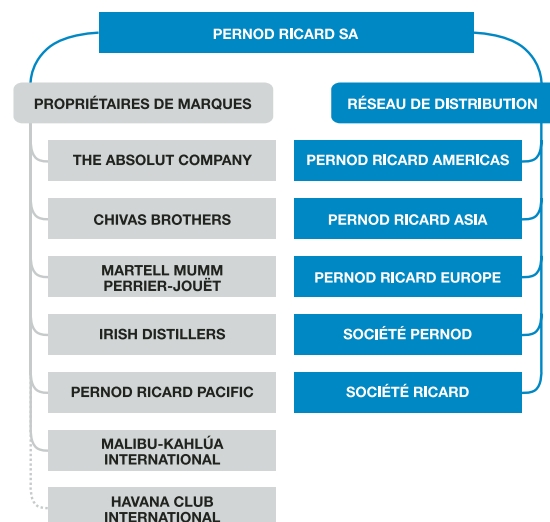 PERNOD RICARD SA
PROPRIÉTAIRES DE MARQUES
THE ABSOLUT COMPANY
CHIVAS BROTHERS
MARTELL MUMM
PERRIER-JOUËT
IRISH DISTILLERS
PERNOD RICARD PACIFIC
MALIBU-KAHLÚA
INTERNATIONAL
HAVANA CLUB
INTERNATIONAL
RÉSEAU DE DISTRIBUTION
PERNOD RICARD AMERICAS
PERNOD RICARD ASIA
PERNOD RICARD EUROPE
SOCIÉTÉ PERNOD
SOCIÉTÉ RICARD